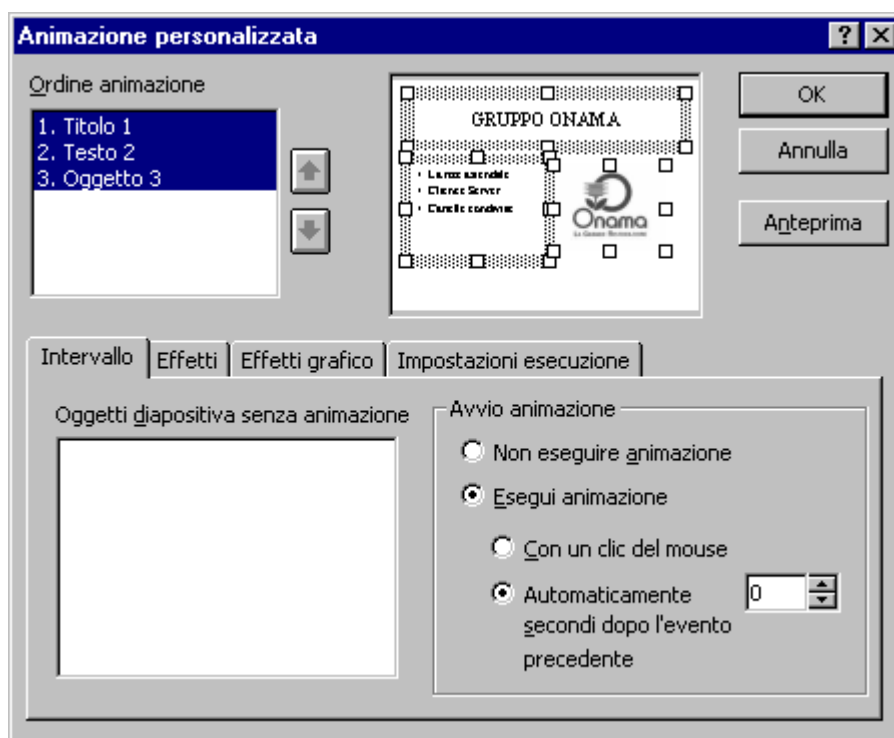 Animazione personalizzata
Ordine animazione
1. Titolo 1
2. Testo 2
3. Oggetto 3
GRUPPO ONAMA
Onama
OK
Annulla
Anteprima
Intervallo
Effetti
Effetti grafico
Impostazioni esecuzione
Oggetti diapositiva senza animazione
Avvio animazione
Non eseguire animazione
Esegui animazione
Con un clic del mouse
Automaticamente
0
secondi dopo l'evento
precedente